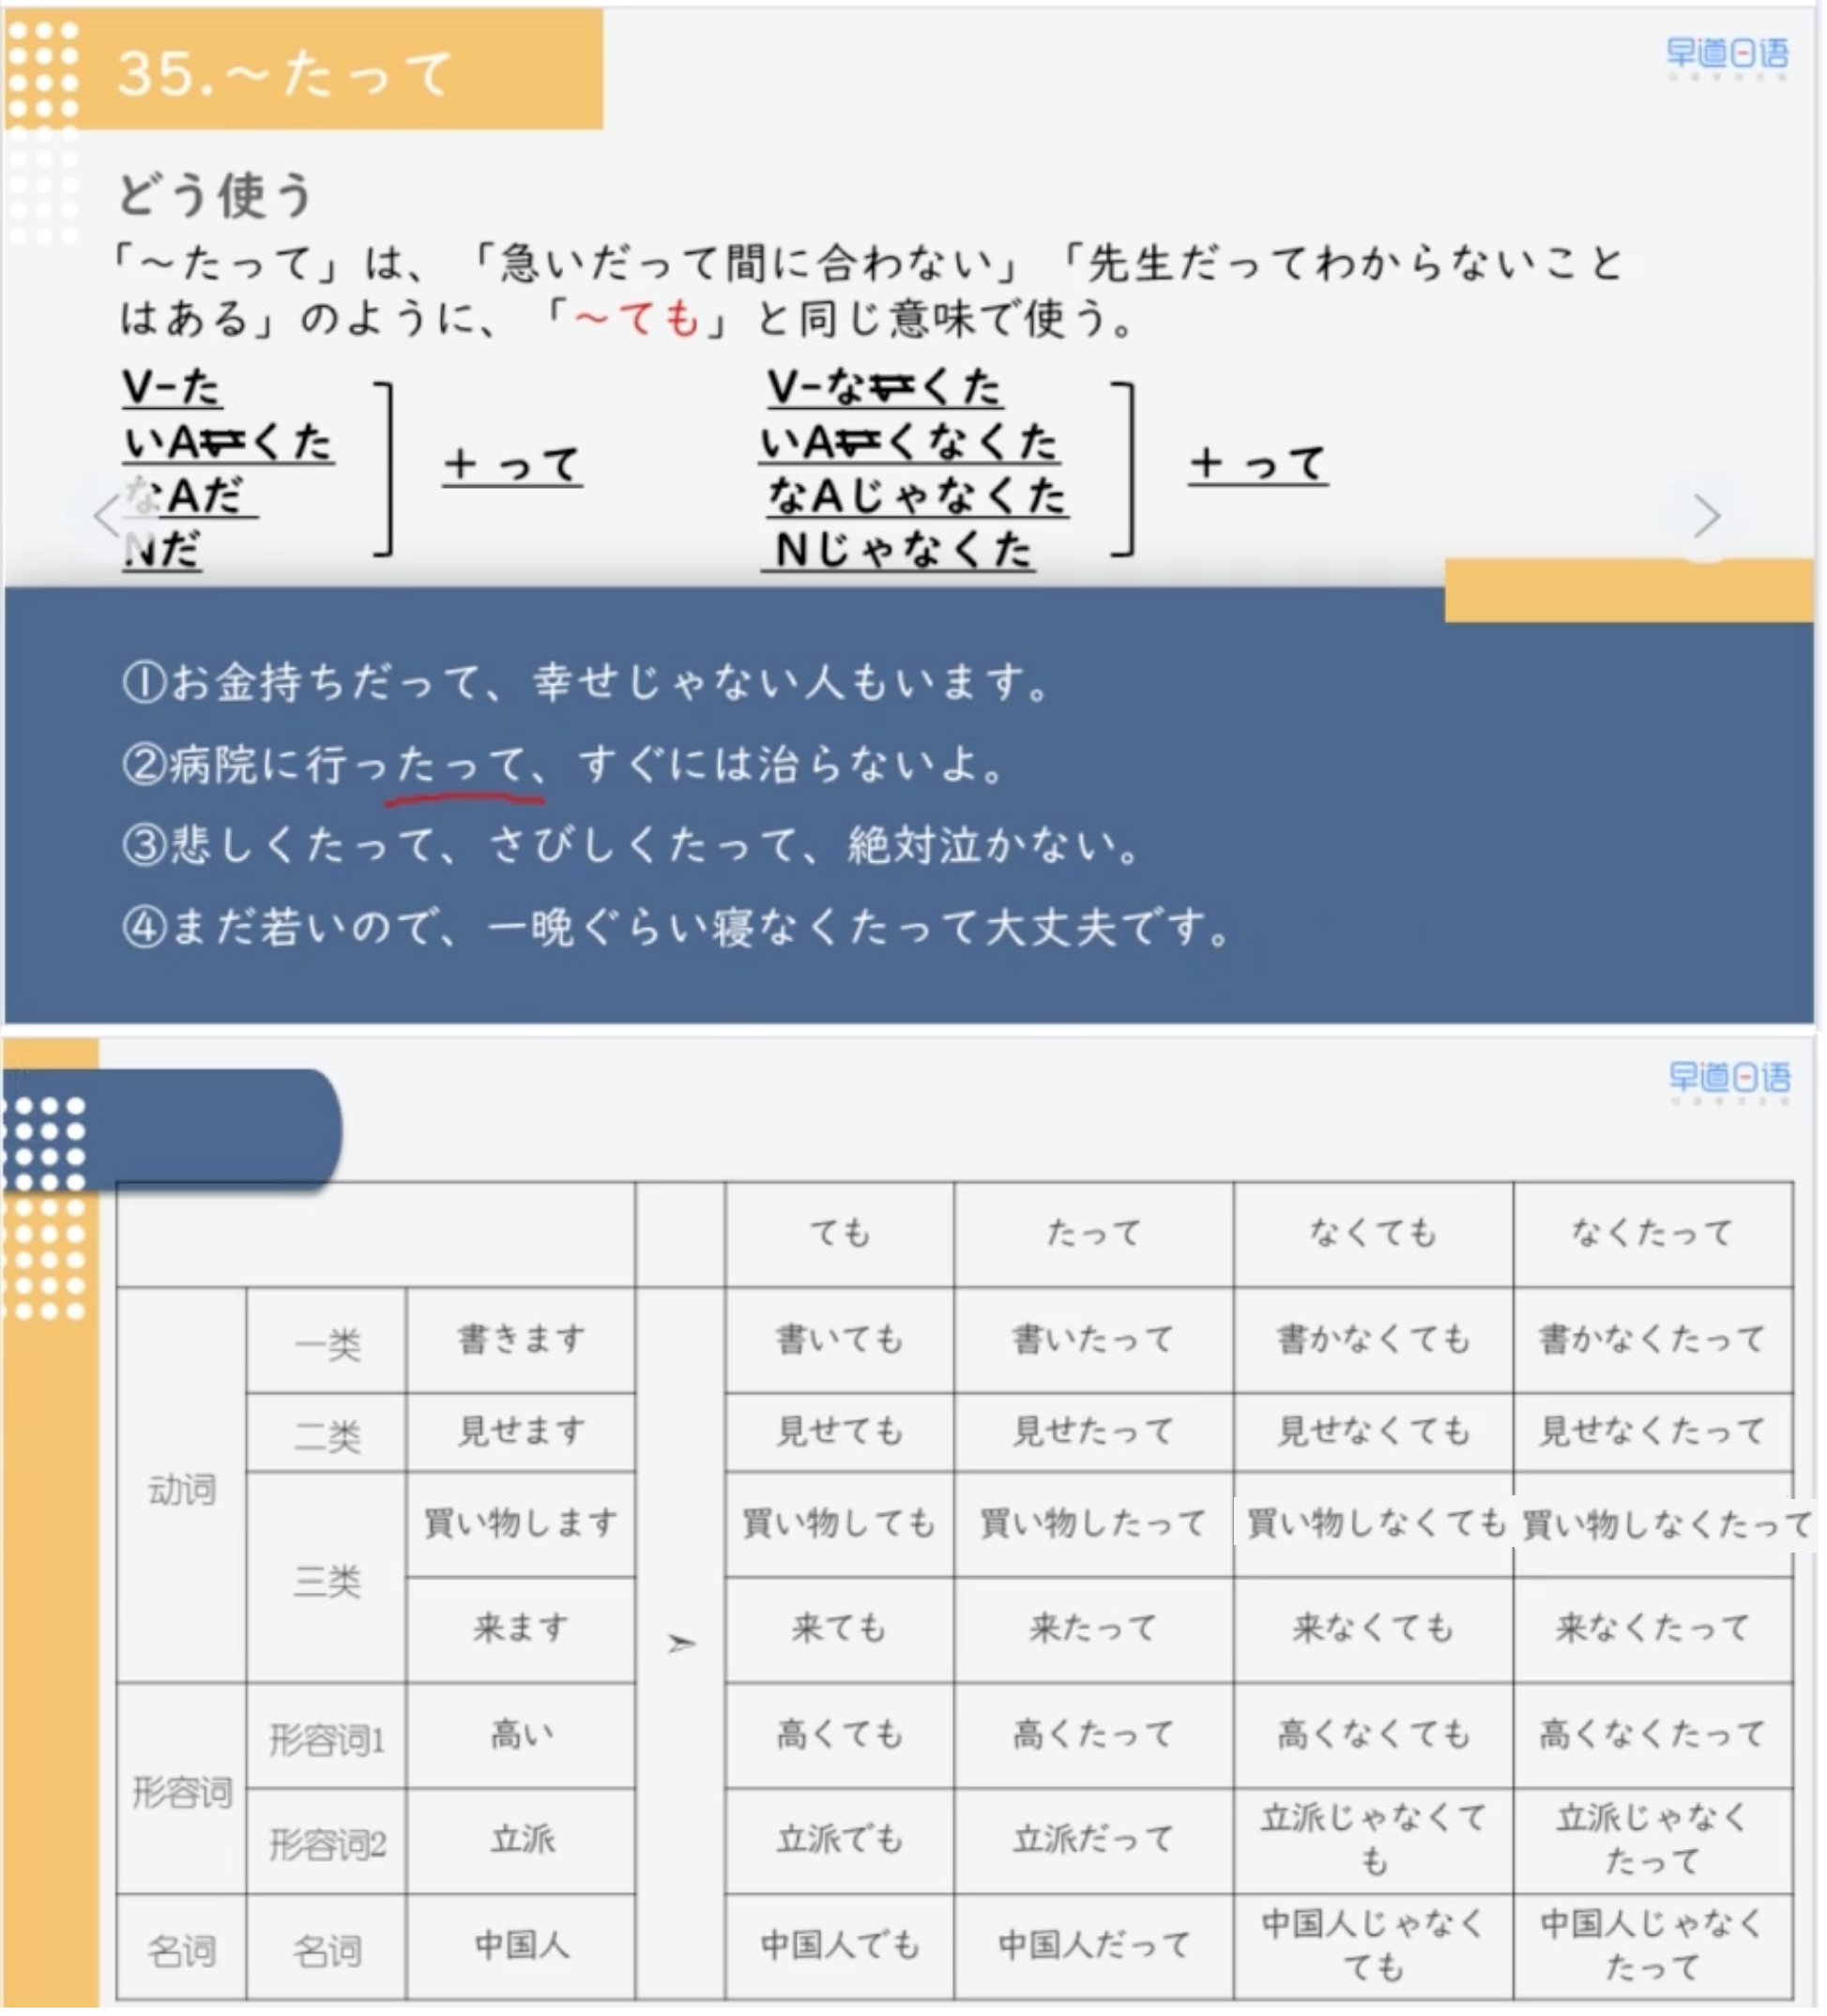 35.～たって
早道日语
どう使う
「～たって」は、「急いだって間に合わない」「先生だってわからないこと
はある」のように、「～ても」と同じ意味で使う。
V-た
いAいくた
なAだ
Nだ
+ って
V-ないくた
いAいくなくた
なAじゃなくた
Nじゃなくた
+ って
①お金持ちだって、幸せじゃない人もいます。
②病院に行ったって、すぐには治らないよ。
③悲しくたって、さびしくたって、絶対泣かない。
④まだ若いので、一晩ぐらい寝なくたって大丈夫です。
早道日语
ても たって なくても なくたって
动词 一类 書きます 書いても 書いたって 書かなくても 書かなくたって
二类 見せます 見せても 見せたって 見せなくても 見せなくたって
三类 買い物します 買い物しても 買い物したって 買い物しなくても 買い物しなくたって
来ます ➢ 来ても 来たって 来なくても 来なくたって
形容词 形容词1 高い 高くても 高くたって 高くなくても 高くなくたって
形容词2 立派 立派でも 立派だって 立派じゃなくて
も 立派じゃなく
たって
名词 名词 中国人 中国人でも 中国人だって 中国人じゃなく
ても 中国人じゃなく
たって